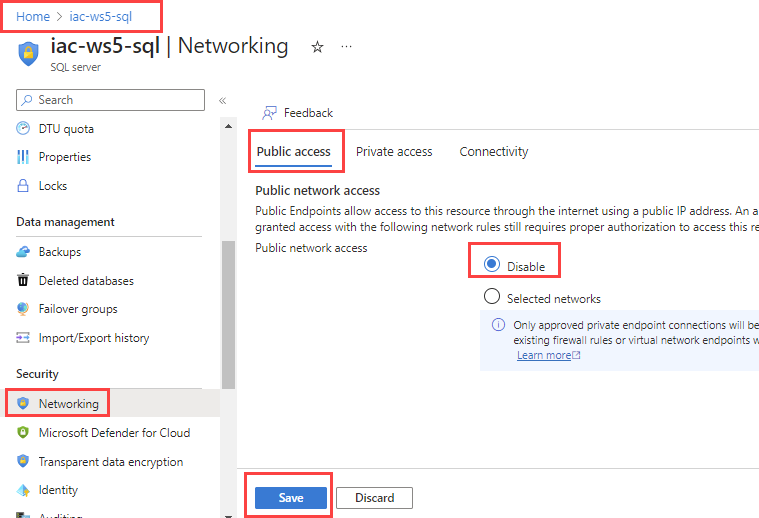 Home > iac-ws5-sql
iac-ws5-sql | Networking ☆ ···
SQL server
Search
«
DTU quota
Properties
Locks
Data management
Backups
Deleted databases
Failover groups
Import/Export history
Security
Networking
Microsoft Defender for Cloud
Transparent data encryption
Identity
Auditing
Feedback
Public access Private access Connectivity
Public network access
Public Endpoints allow access to this resource through the internet using a public IP address. An a
granted access with the following network rules still requires proper authorization to access this re
Public network access
Disable
Selected networks
Only approved private endpoint connections will be
existing firewall rules or virtual network endpoints w
Learn more
Save Discard